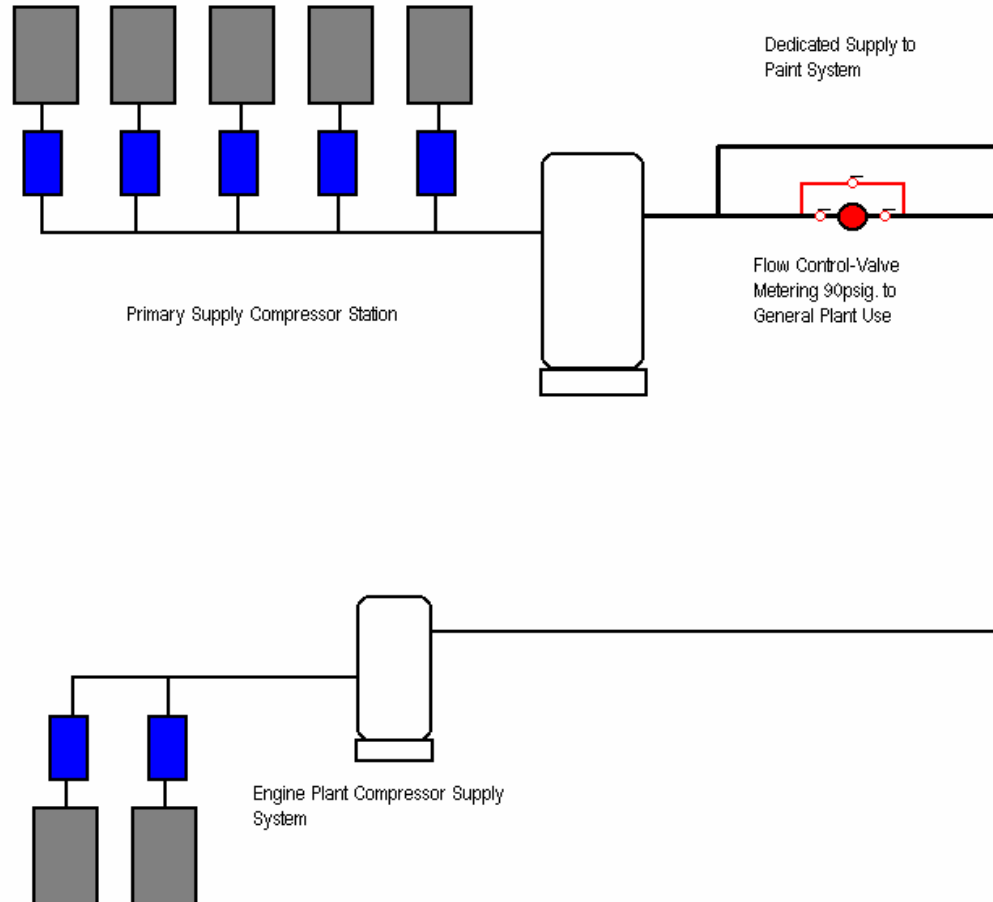 Dedicated Supply to
Paint System
Flow Control-Valve
Metering 90psig. to
General Plant Use
Primary Supply Compressor Station
Engine Plant Compressor Supply
System